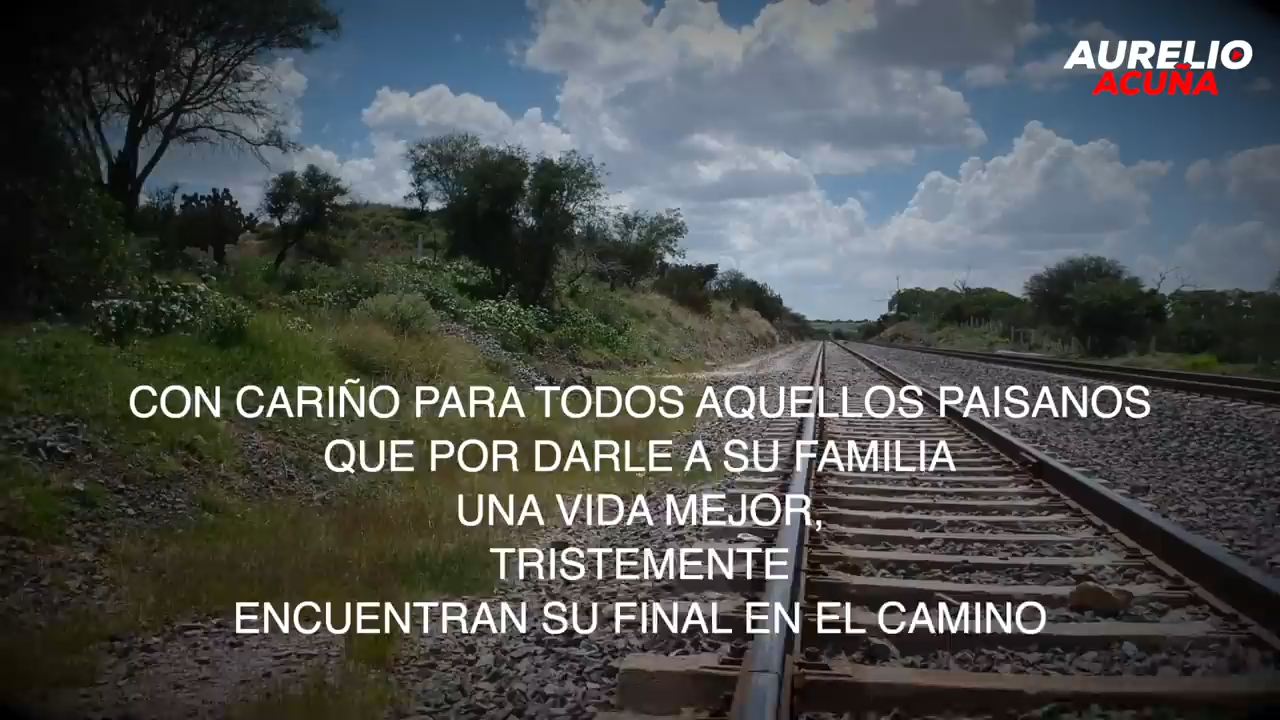 AURELIO
ACUÑA
CON CARIÑO PARA TODOS AQUELLOS PAISANOS
QUE POR DARLE A SU FAMILIA
UNA VIDA MEJOR,
TRISTEMENTE
ENCUENTRAN SU FINAL EN EL CAMINO